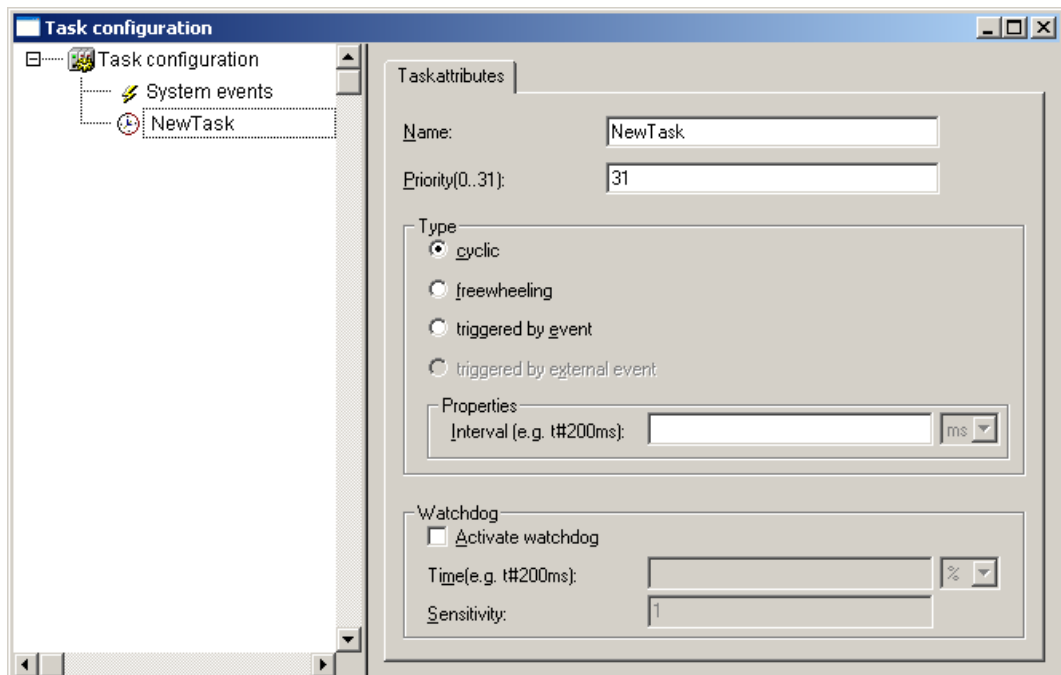 Task configuration
Task configuration
System events
NewTask
Taskattributes
Name: NewTask
Priority(0..31): 31
Type
cyclic
freewheeling
triggered by event
triggered by external event
Properties
Interval (e.g. t#200ms): ms
Watchdog
Activate watchdog
Time(e.g. t#200ms): %
Sensitivity: 1